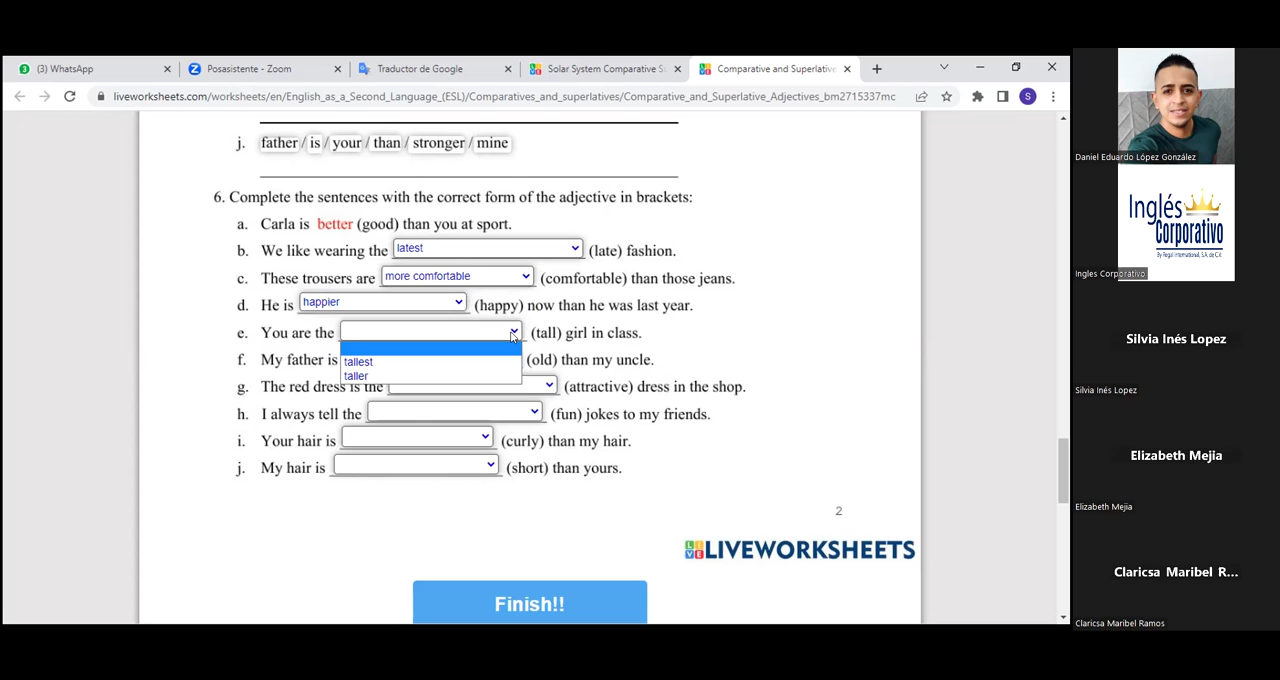 (3) WhatsApp
Posasistente - Zoom
Traductor de Google
Solar System Comparative S
Comparative and Superlative
liveworksheets.com/worksheets/en/English_as_a_Second_Language_(ESL)/Comparatives_and_superlatives/Comparative_and_Superlative_Adjectives_bm2715337mc
S
j. father / is / your / than / stronger / mine
6. Complete the sentences with the correct form of the adjective in brackets:
a. Carla is better (good) than you at sport.
b. We like wearing the latest (late) fashion.
c. These trousers are more comfortable (comfortable) than those jeans.
d. He is happier (happy) now than he was last year.
e. You are the (tall) girl in class.
tallest
taller
f. My father is (old) than my uncle.
g. The red dress is the (attractive) dress in the shop.
h. I always tell the (fun) jokes to my friends.
i. Your hair is (curly) than my hair.
j. My hair is (short) than yours.
2
LIVE LIVEWORKSHEETS
Finish!!
Daniel Eduardo López González
Inglés
Corporativo
By Regal International, S.A. de C.V.
Ingles Corporativo
Silvia Inés Lopez
Silvia Inés Lopez
Elizabeth Mejia
Elizabeth Mejia
Claricsa Maribel R...
Claricsa Maribel Ramos